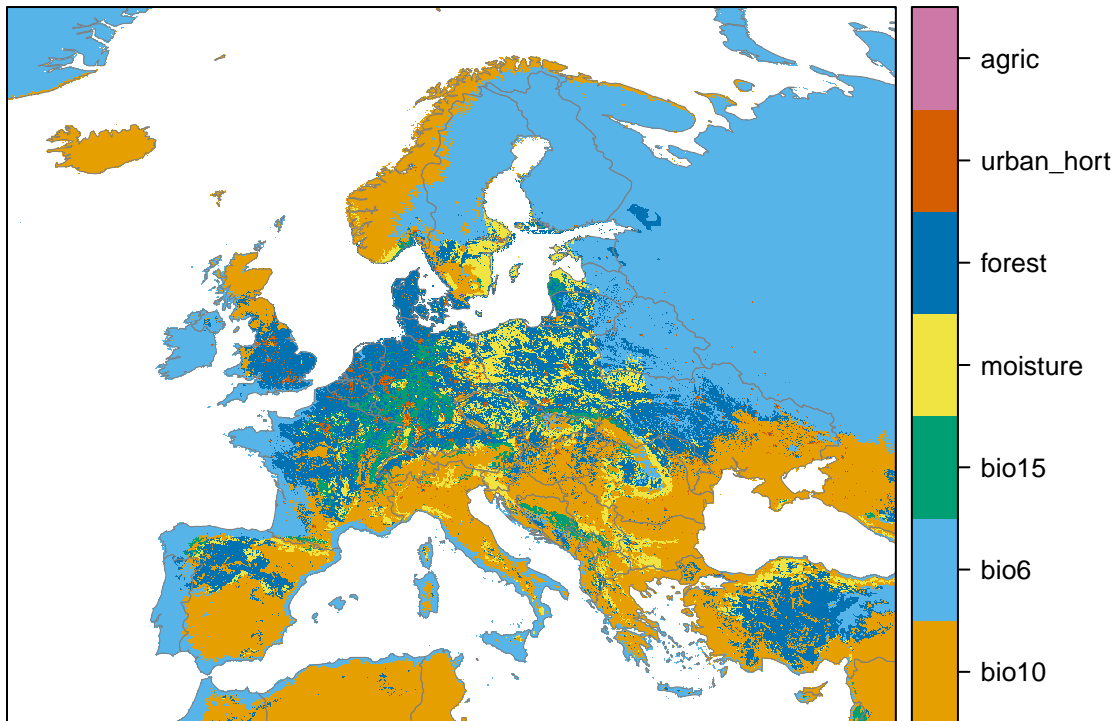 agric
urban_hort
forest
moisture
bio15
bio6
bio10